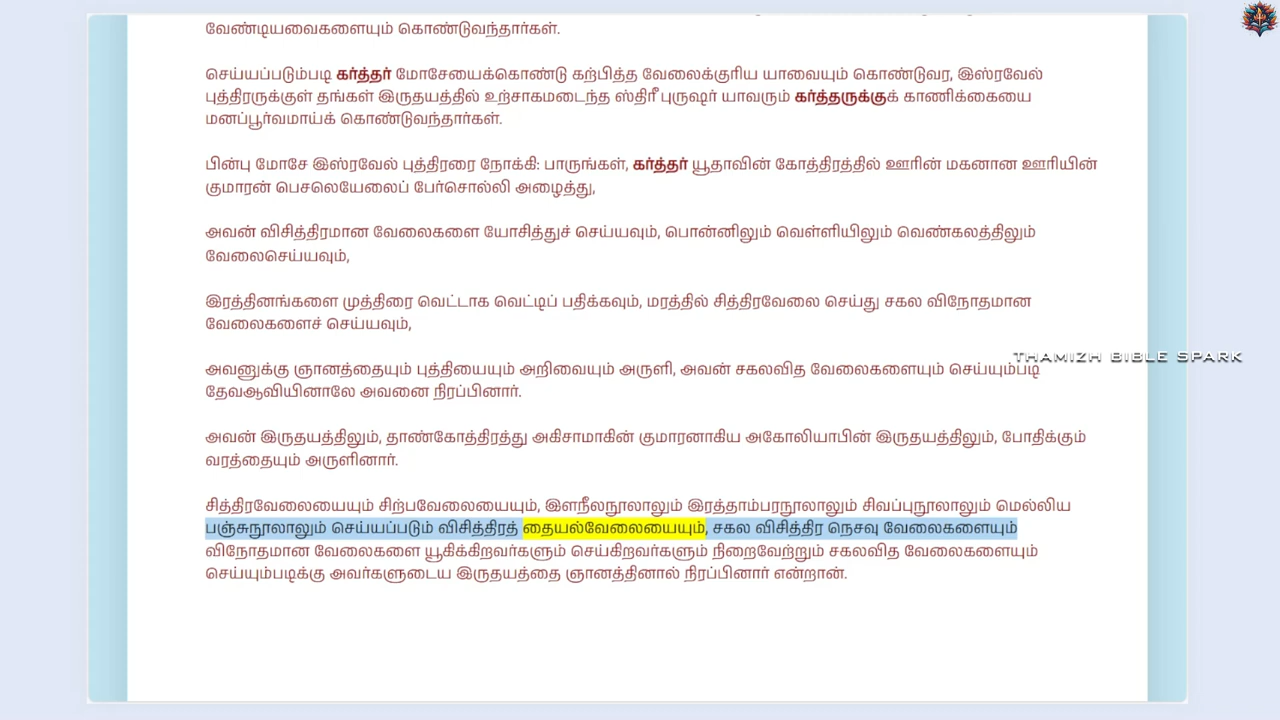 வேண்டியவைகளையும் கொண்டுவந்தார்கள்.
செய்யப்படும்படி கர்த்தர் மோசேயைக்கொண்டு கற்பித்த வேலைக்குரிய யாவையும் கொண்டுவர, இஸ்ரவேல்
புத்திரருக்குள் தங்கள் இருதயத்தில் உற்சாகமடைந்த ஸ்திரீ புருஷர் யாவரும் கர்த்தருக்குக் காணிக்கையை
மனப்பூர்வமாய்க் கொண்டுவந்தார்கள்.
பின்பு மோசே இஸ்ரவேல் புத்திரரை நோக்கி: பாருங்கள், கர்த்தர் யூதாவின் கோத்திரத்தில் ஊரின் மகனான ஊரியின்
குமாரன் பெசலெயேலைப் பேர்சொல்லி அழைத்து,
அவன் விசித்திரமான வேலைகளை யோசித்துச் செய்யவும், பொன்னிலும் வெள்ளியிலும் வெண்கலத்திலும்
வேலைசெய்யவும்,
இரத்தினங்களை முத்திரை வெட்டாக வெட்டிப் பதிக்கவும், மரத்தில் சித்திரவேலை செய்து சகல விநோதமான
வேலைகளைச் செய்யவும்,
THAMIZH BIBLE SPARK
அவனுக்கு ஞானத்தையும் புத்தியையும் அறிவையும் அருளி, அவன் சகலவித வேலைகளையும் செய்யும்படி
தேவஆவியினாலே அவனை நிரப்பினார்.
அவன் இருதயத்திலும், தாண்கோத்திரத்து அகிசாமாகின் குமாரனாகிய அகோலியாபின் இருதயத்திலும், போதிக்கும்
வரத்தையும் அருளினார்.
சித்திரவேலையையும் சிற்பவேலையையும், இளநீலநூலாலும் இரத்தாம்பரநூலாலும் சிவப்புநூலாலும் மெல்லிய
பஞ்சுநூலாலும் செய்யப்படும் விசித்திரத் தையல்வேலையையும், சகல விசித்திர நெசவு வேலைகளையும்
விநோதமான வேலைகளை யூகிக்கிறவர்களும் செய்கிறவர்களும் நிறைவேற்றும் சகலவித வேலைகளையும்
செய்யும்படிக்கு அவர்களுடைய இருதயத்தை ஞானத்தினால் நிரப்பினார் என்றான்.